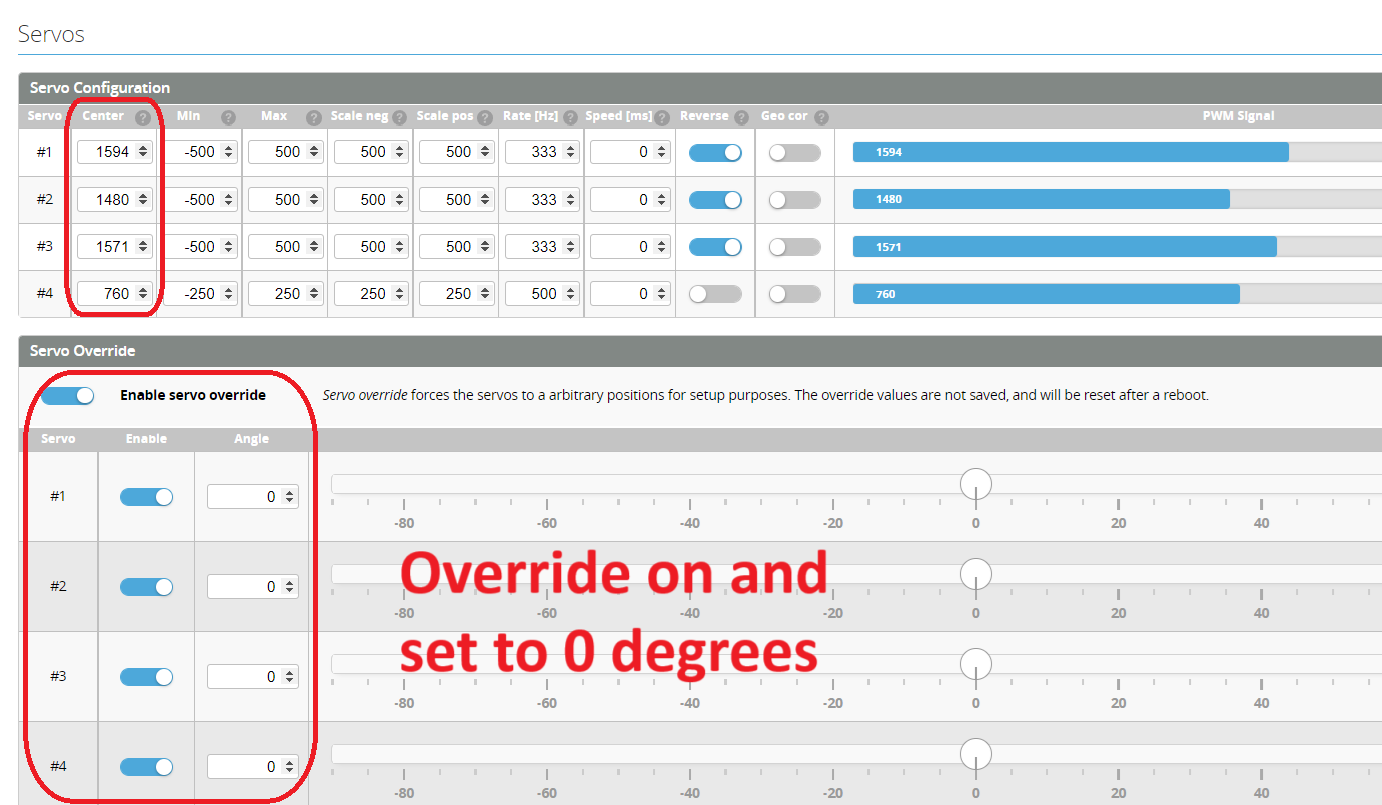 Servos
Servo Configuration
Servo Center ? Min ? Max ? Scale neg ? Scale pos ? Rate [Hz] ? Speed [ms] ? Reverse ? Geo cor ? PWM Signal
#1 1594 -500 500 500 500 333 0 1594
#2 1480 -500 500 500 500 333 0 1480
#3 1571 -500 500 500 500 333 0 1571
#4 760 -250 250 250 250 500 0 760
Servo Override
Enable servo override Servo override forces the servos to a arbitrary positions for setup purposes. The override values are not saved, and will be reset after a reboot.
Servo Enable Angle
#1 0
-80 -60 -40 -20 0 20 40
Override on and
#2 0
-80 -60 -40 -20 0 20 40
set to 0 degrees
#3 0
-80 -60 -40 -20 0 20 40
#4 0
-80 -60 -40 -20 0 20 40